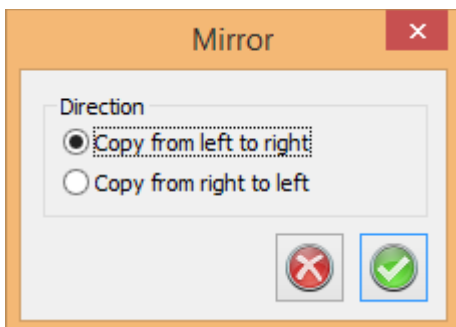 Mirror
Direction
Copy from left to right
Copy from right to left